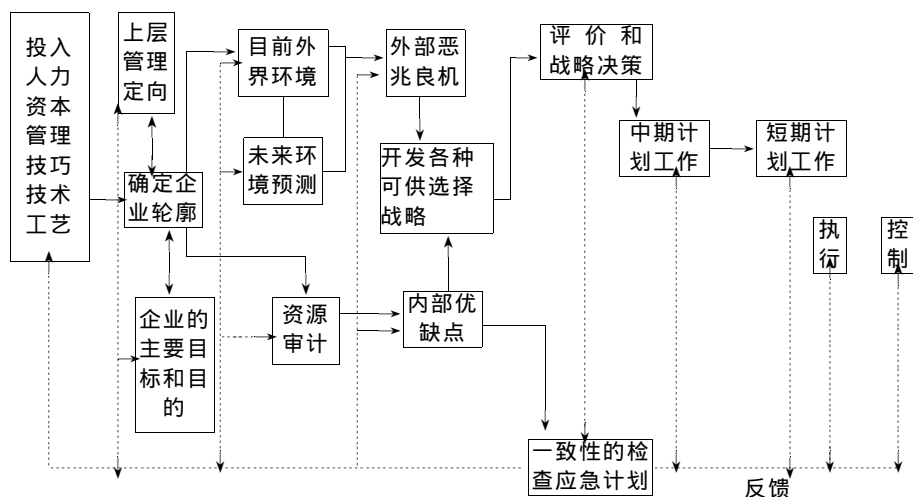 投入
人力
资本
管理
技巧
技术
工艺
上层
管理
定向
确定企
业轮廓
企业的
主要目
标和目
的
目前外
界环境
未来环
境预测
资源
审计
外部恶
兆良机
开发各种
可供选择
战略
内部优
缺点
评价和
战略决策
一致性的检
查应急计划
中期计
划工作
短期计
划工作
执
行
控
制
反馈